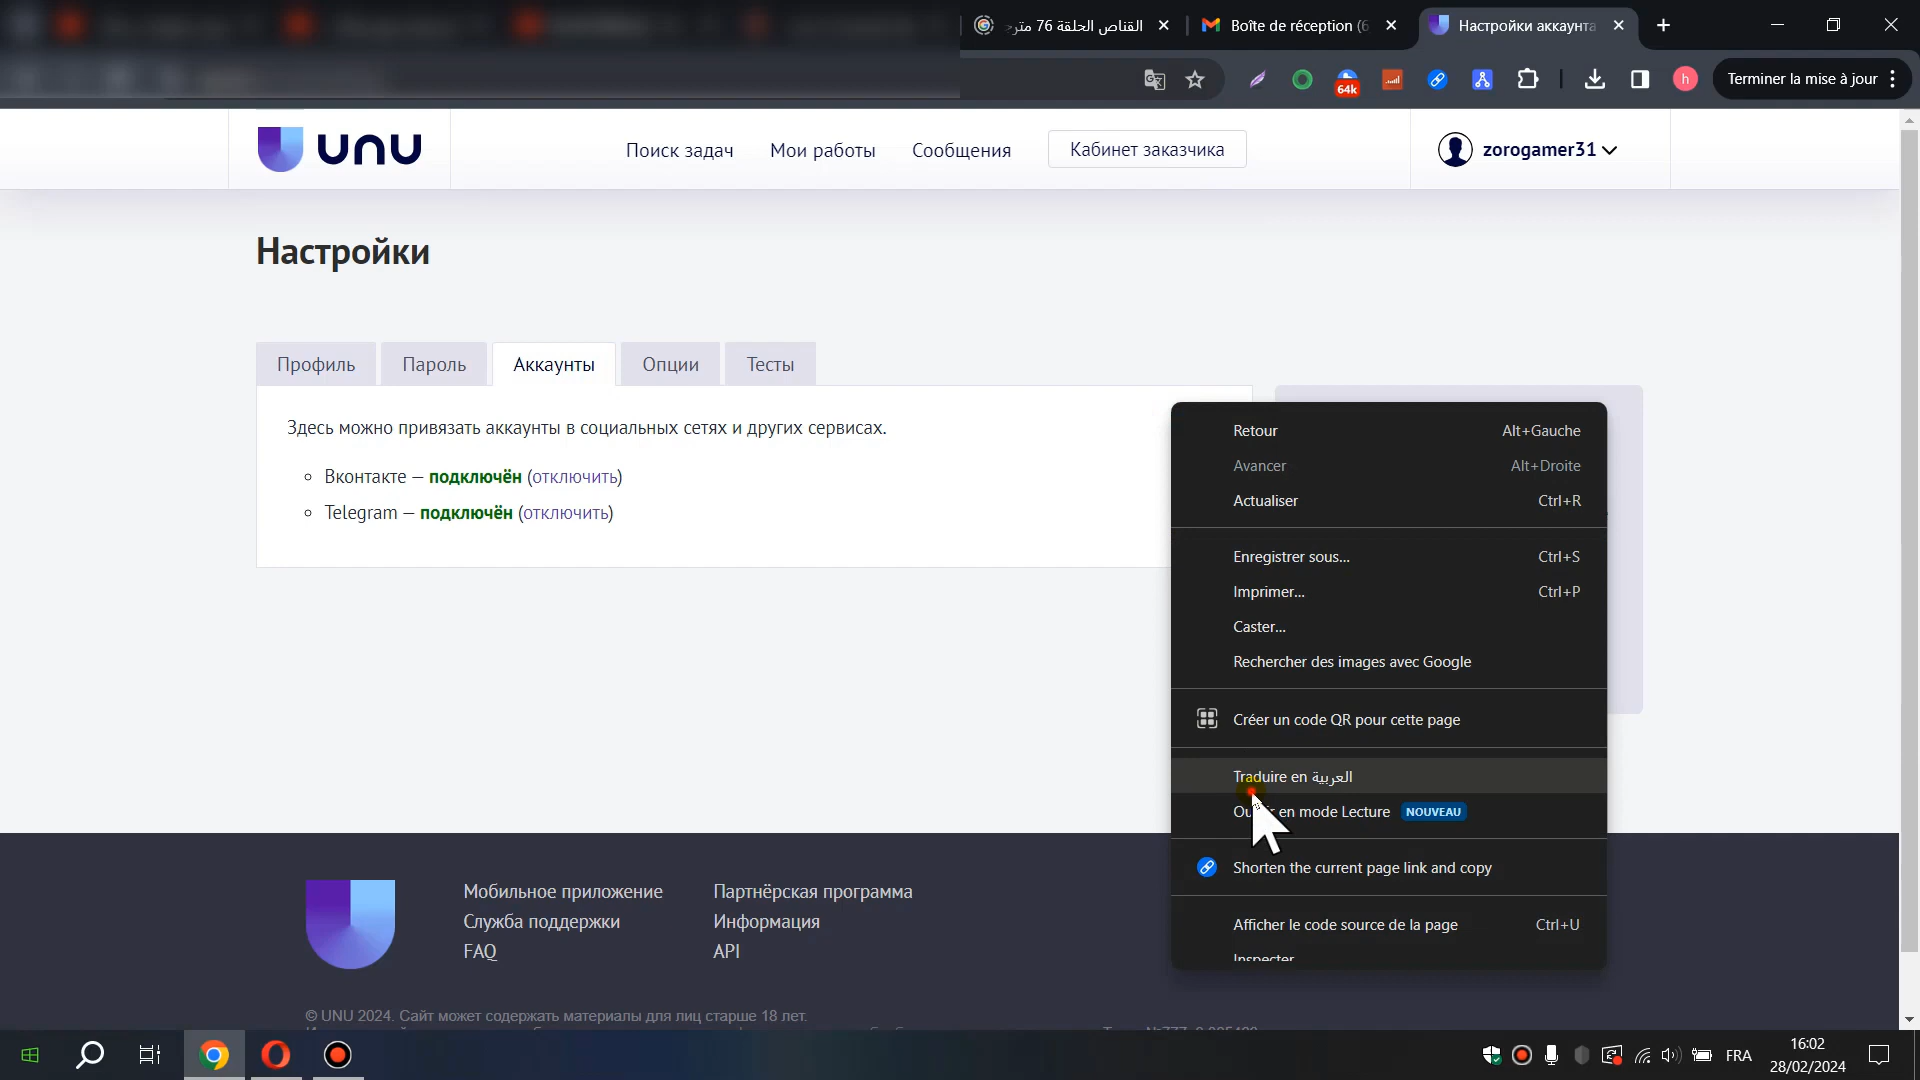 القناص الحلقة 76 مترج
Boîte de réception (6
Настройки аккаунта
64k
h
Terminer la mise à jour
unu
Поиск задач
Мои работы
Сообщения
Кабинет заказчика
zorogamer31
Настройки
Профиль
Пароль
Аккаунты
Опции
Тесты
Здесь можно привязать аккаунты в социальных сетях и других сервисах.
Вконтакте — подключён (отключить)
Telegram — подключён (отключить)
Retour Alt+Gauche
Avancer Alt+Droite
Actualiser Ctrl+R
Enregistrer sous... Ctrl+S
Imprimer... Ctrl+P
Caster...
Rechercher des images avec Google
Créer un code QR pour cette page
Traduire en العربية
en mode Lecture NOUVEAU
Shorten the current page link and copy
Afficher le code source de la page Ctrl+U
Inspecter
Мобильное приложение
Служба поддержки
FAQ
Партнёрская программа
Информация
API
© UNU 2024. Сайт может содержать материалы для лиц старше 18 лет.
FRA
16:02
28/02/2024